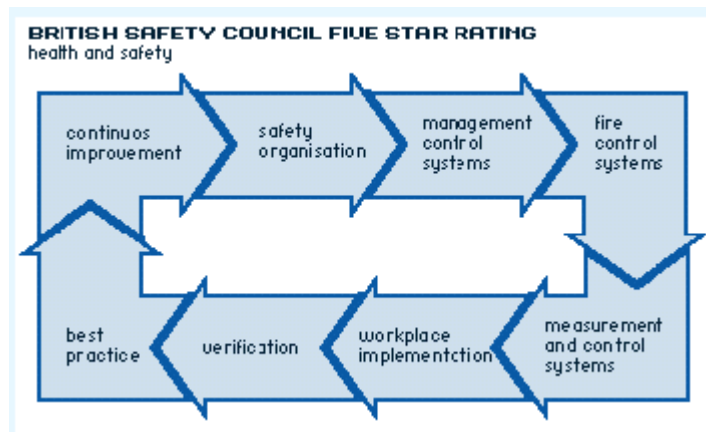 BRITISH SAFETY COUNCIL FIVE STAR RATING
health and safety
continuos
improvement
safety
organisation
management
control
systems
fire
control
systems
measurement
and control
systems
workplace
implementction
verification
best
practice